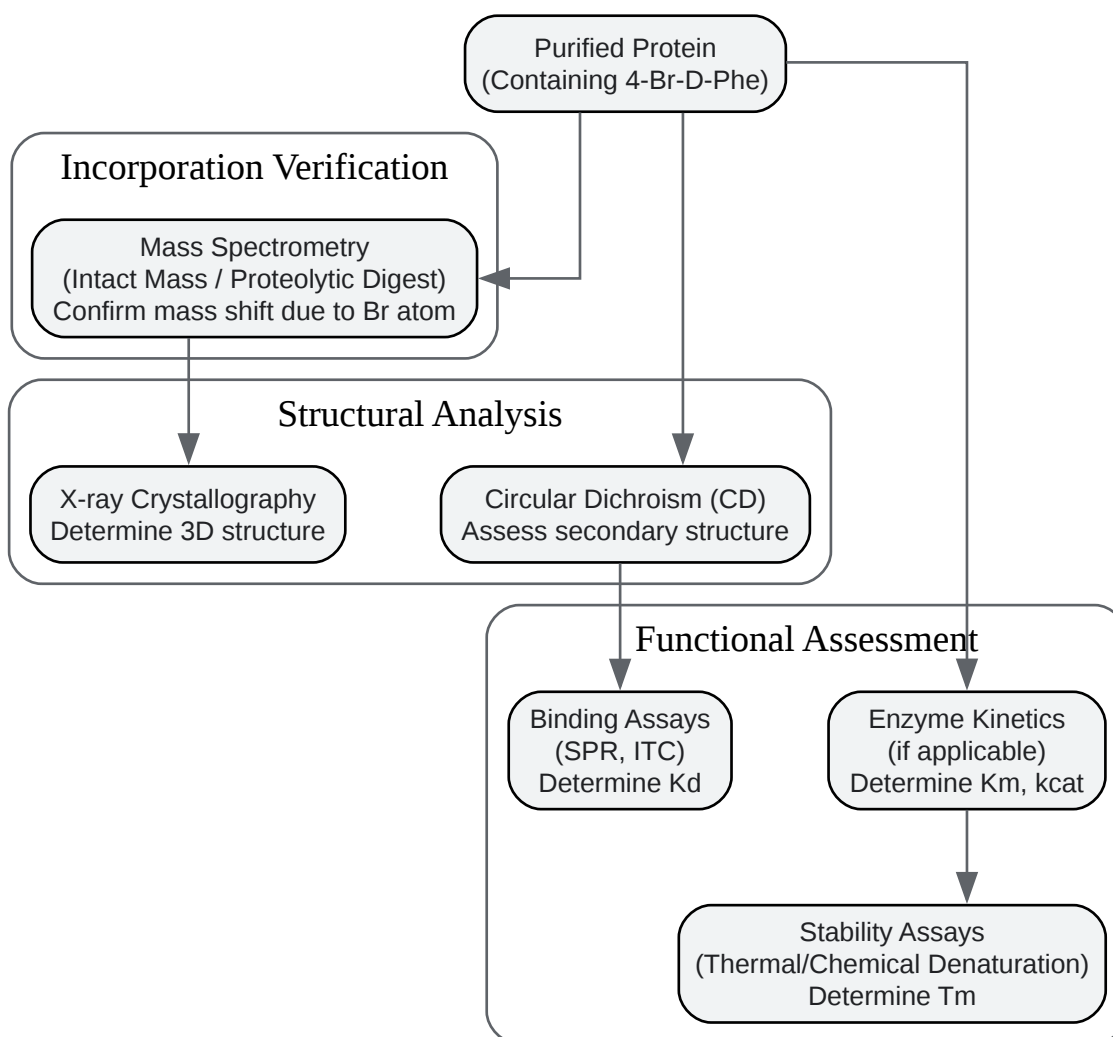 Purified Protein
(Containing 4-Br-D-Phe)
Incorporation Verification
Mass Spectrometry
(Intact Mass / Proteolytic Digest)
Confirm mass shift due to Br atom
Structural Analysis
X-ray Crystallography
Determine 3D structure
Circular Dichroism (CD)
Assess secondary structure
Functional Assessment
Binding Assays
(SPR, ITC)
Determine Kd
Enzyme Kinetics
(if applicable)
Determine Km, kcat
Stability Assays
(Thermal/Chemical Denaturation)
Determine Tm